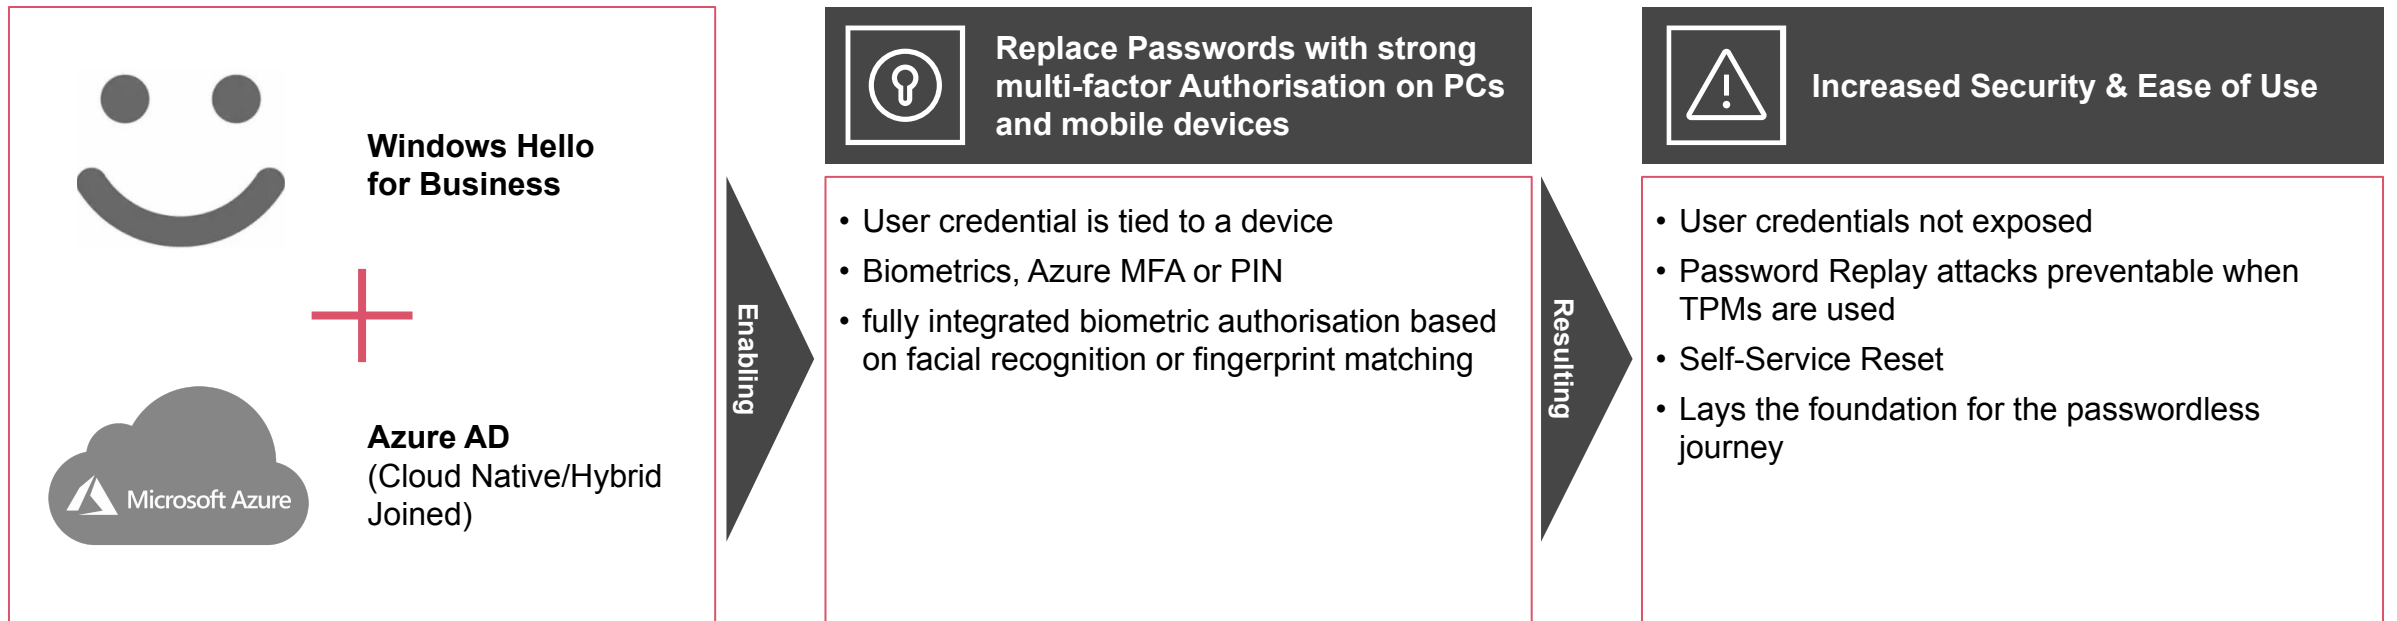 Windows Hello
for Business
Azure AD
(Cloud Native/Hybrid
Joined)
Microsoft Azure
Enabling
Replace Passwords with strong
multi-factor Authorisation on PCs
and mobile devices
• User credential is tied to a device
• Biometrics, Azure MFA or PIN
• fully integrated biometric authorisation based
on facial recognition or fingerprint matching
Resulting
Increased Security & Ease of Use
• User credentials not exposed
• Password Replay attacks preventable when
TPMs are used
• Self-Service Reset
• Lays the foundation for the passwordless
journey